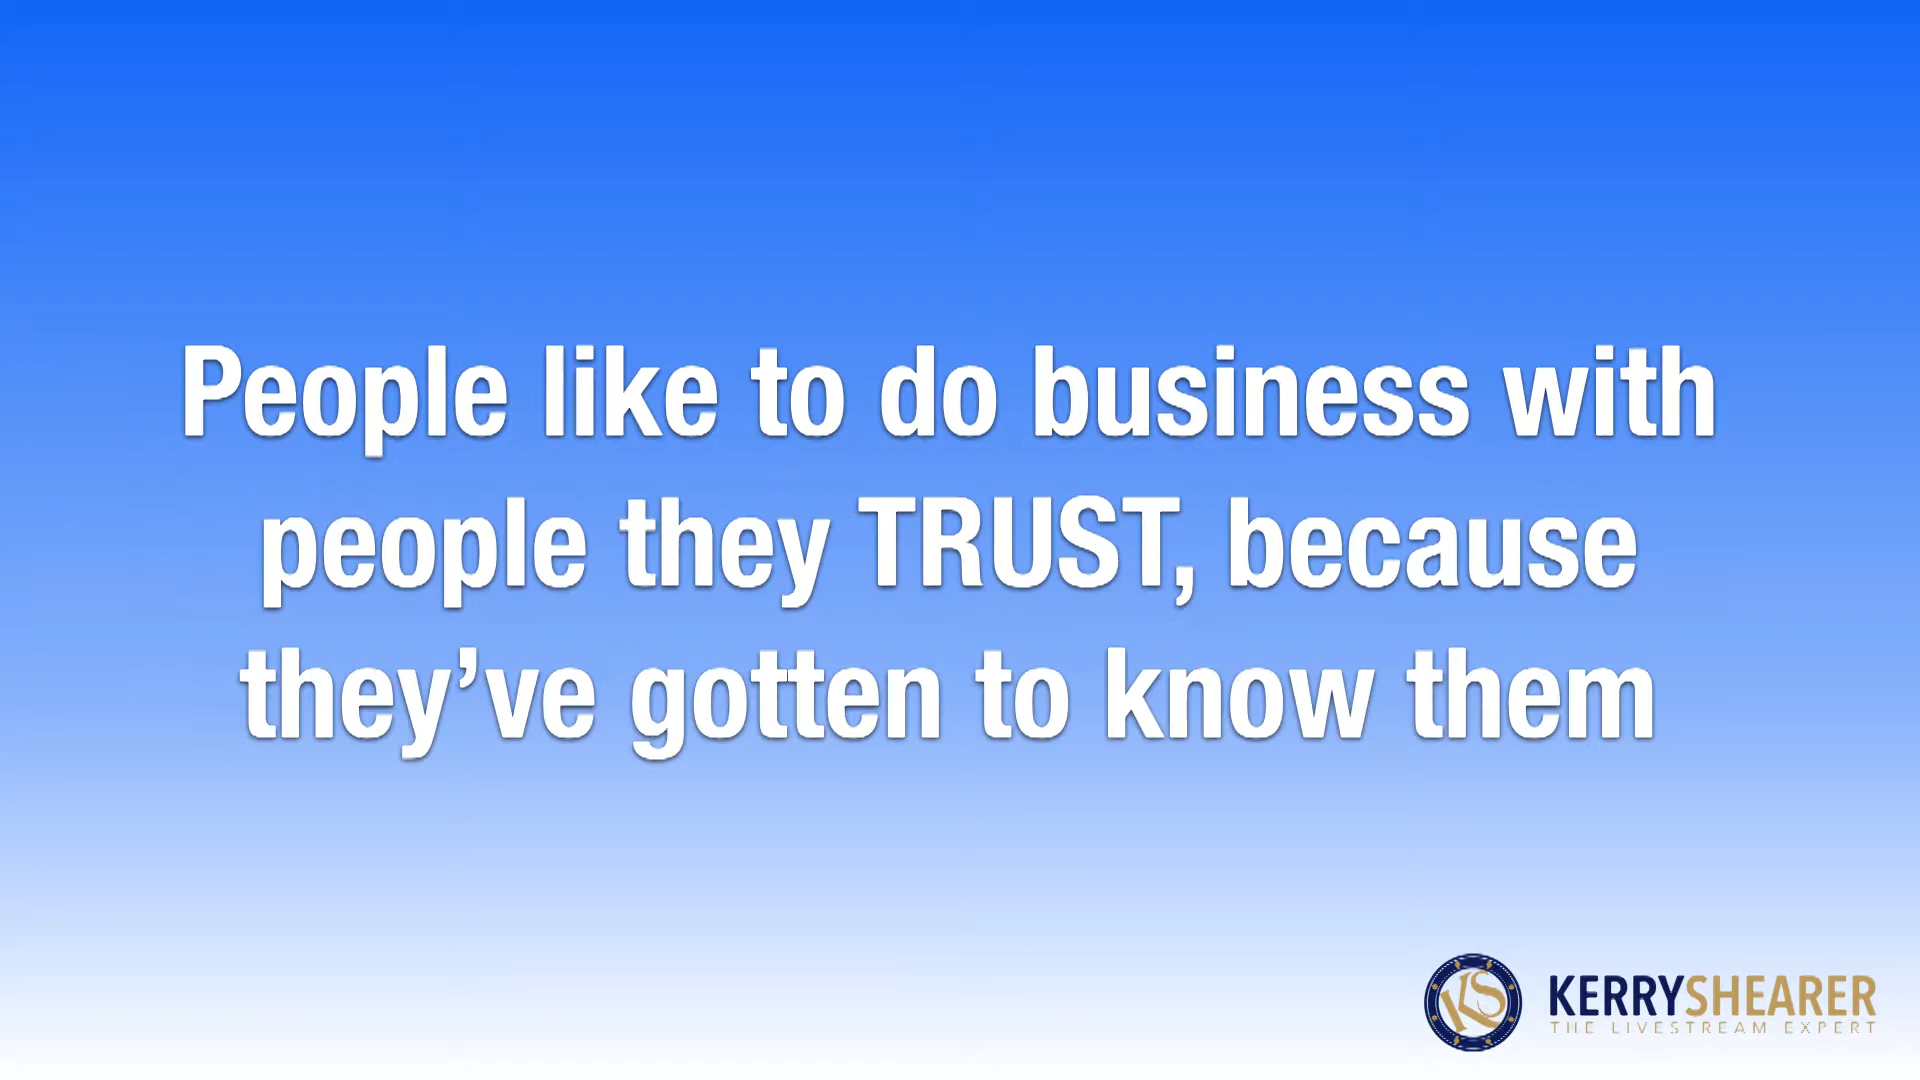 People like to do business with
people they TRUST, because
they’ve gotten to know them
KS
KERRYSHEARER
THE LIVESTREAM EXPERT